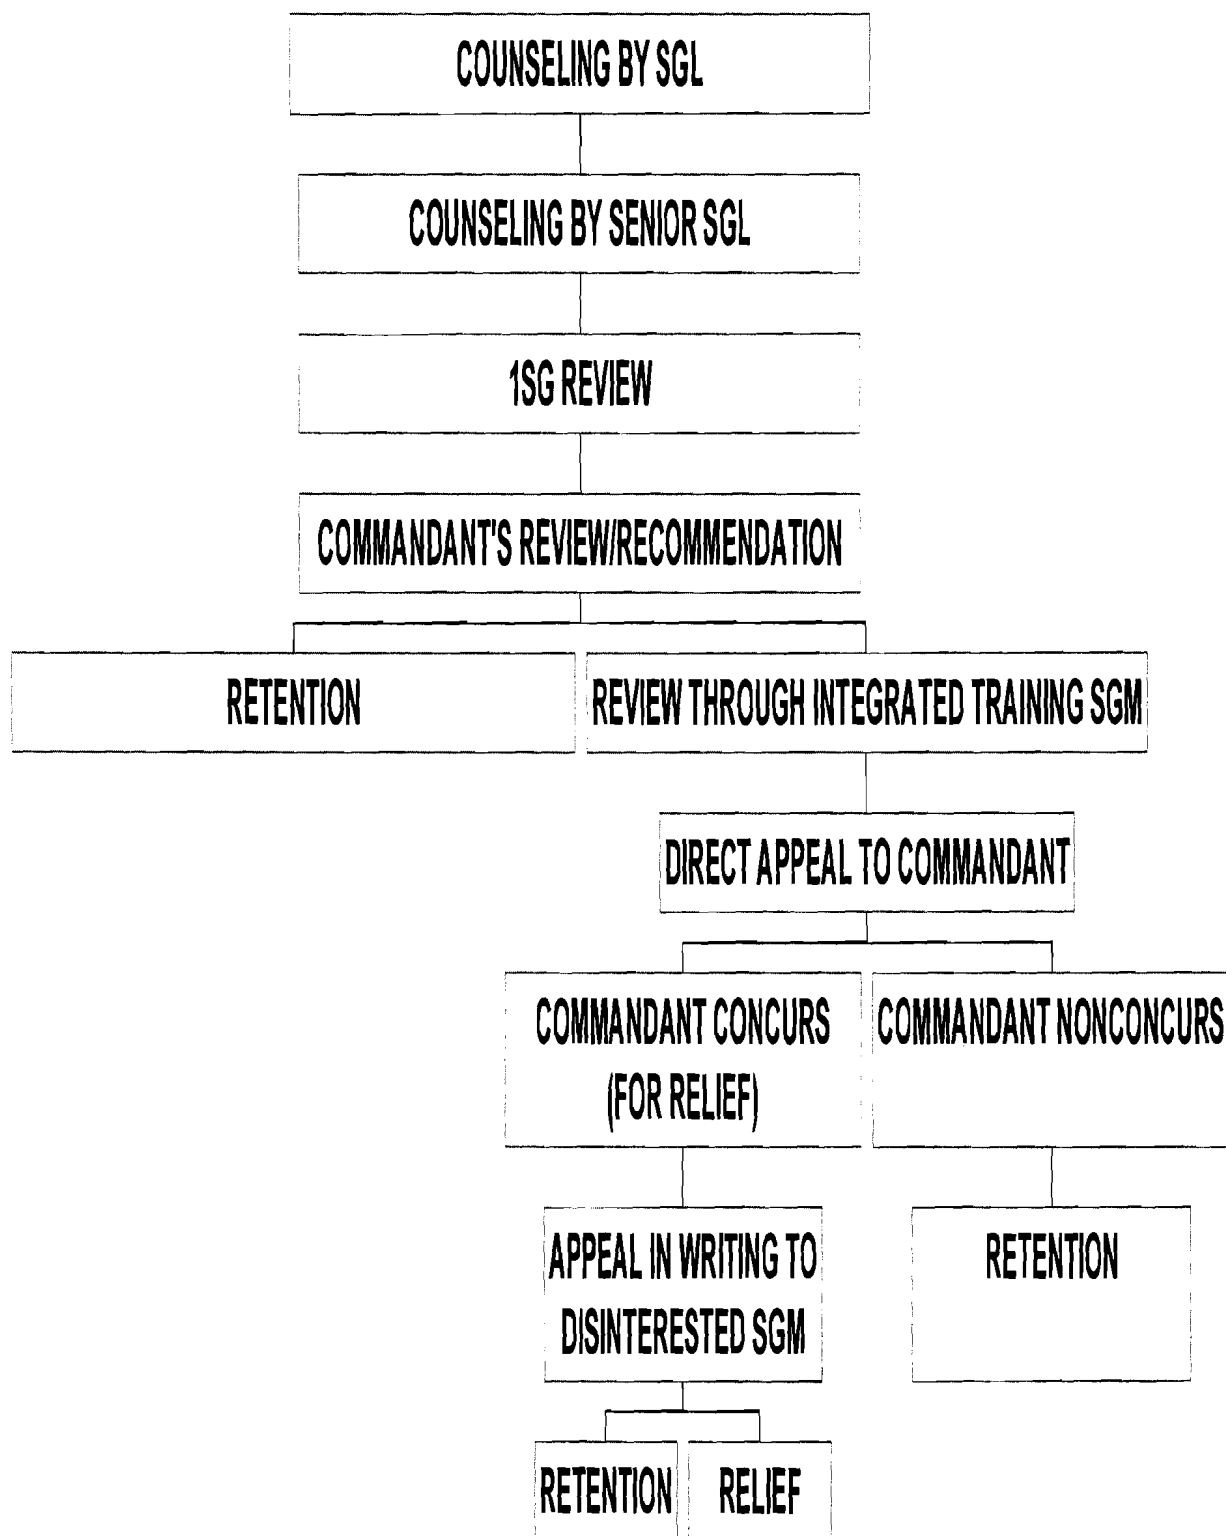 COUNSELING BY SGL
COUNSELING BY SENIOR SGL
1SG REVIEW
COMMANDANT'S REVIEW/RECOMMENDATION
RETENTION
REVIEW THROUGH INTEGRATED TRAINING SGM
DIRECT APPEAL TO COMMANDANT
COMMANDANT CONCURS
(FOR RELIEF)
COMMANDANT NONCONCURS
APPEAL IN WRITING TO
DISINTERESTED SGM
RETENTION
RETENTION
RELIEF